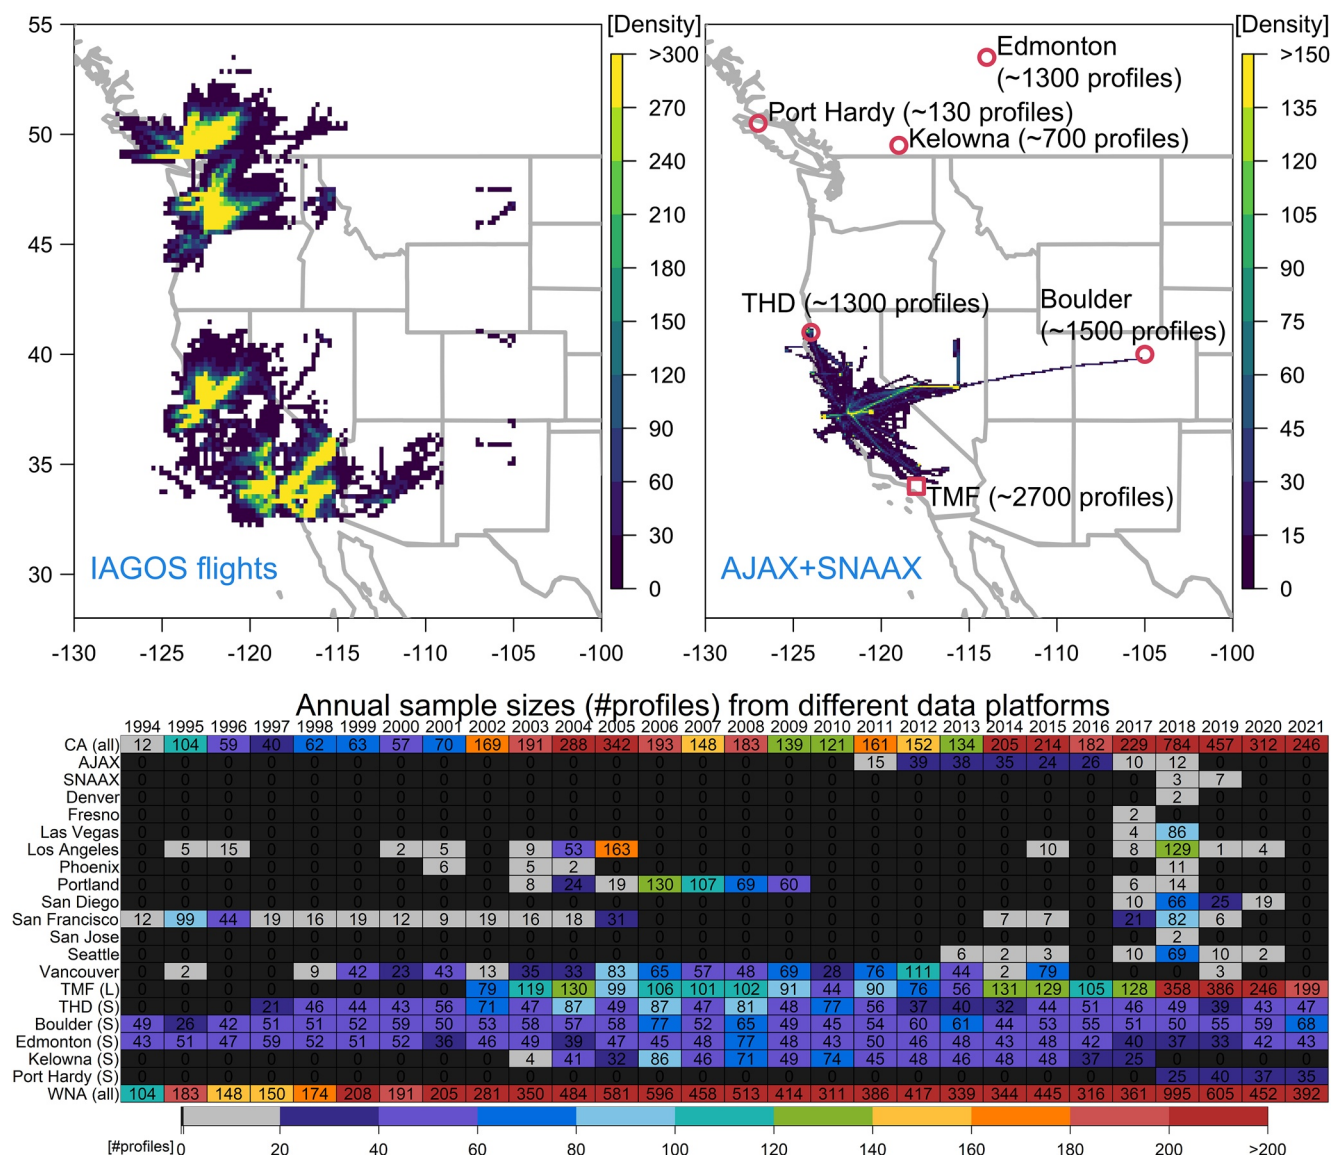 [Density]
[Density]
55
50
45
40
35
30
>300
270
240
210
180
150
120
90
60
30
0
IAGOS flights
-130 -125 -120 -115 -110 -105 -100
Edmonton
(~1300 profiles)
Port Hardy (~130 profiles)
Kelowna (~700 profiles)
THD (~1300 profiles)
Boulder
(~1500 profiles)
TMF (~2700 profiles)
AJAX+SNAAX
>150
135
120
105
90
75
60
45
30
15
0
-130 -125 -120 -115 -110 -105 -100
Annual sample sizes (#profiles) from different data platforms
1994 1995 1996 1997 1998 1999 2000 2001 2002 2003 2004 2005 2006 2007 2008 2009 2010 2011 2012 2013 2014 2015 2016 2017 2018 2019 2020 2021
CA (all) 12 104 59 40 62 63 57 70 169 191 288 342 193 148 183 139 121 161 152 134 205 214 182 229 784 457 312 246
AJAX 0 0 0 0 0 0 0 0 0 0 0 0 0 0 0 0 0 15 39 38 35 24 26 10 12 0 0 0
SNAAX 0 0 0 0 0 0 0 0 0 0 0 0 0 0 0 0 0 0 0 0 0 0 0 0 3 7 0 0
Denver 0 0 0 0 0 0 0 0 0 0 0 0 0 0 0 0 0 0 0 0 0 0 0 0 2 0 0 0
Fresno 0 0 0 0 0 0 0 0 0 0 0 0 0 0 0 0 0 0 0 0 0 0 0 2 0 0 0 0
Las Vegas 0 0 0 0 0 0 0 0 0 0 0 0 0 0 0 0 0 0 0 0 0 0 0 4 86 0 0 0
Los Angeles 0 5 15 0 0 0 2 5 0 9 53 163 0 0 0 0 0 0 0 0 0 10 0 8 129 1 4 0
Phoenix 0 0 0 0 0 0 0 6 0 5 2 0 0 0 0 0 0 0 0 0 0 0 0 0 11 0 0 0
Portland 0 0 0 0 0 0 0 0 0 8 24 19 130 107 69 60 0 0 0 0 0 0 0 6 14 0 0 0
San Diego 0 0 0 0 0 0 0 0 0 0 0 0 0 0 0 0 0 0 0 0 0 0 0 10 66 25 19 0
San Francisco 12 99 44 19 16 19 12 9 19 16 18 31 0 0 0 0 0 0 0 0 7 7 0 21 82 6 0 0
San Jose 0 0 0 0 0 0 0 0 0 0 0 0 0 0 0 0 0 0 0 0 0 0 0 0 2 0 0 0
Seattle 0 0 0 0 0 0 0 0 0 0 0 0 0 0 0 0 0 0 0 6 2 3 0 10 69 10 2 0
Vancouver 0 2 0 0 9 42 23 43 13 35 33 83 65 57 48 69 28 76 111 44 2 79 0 0 0 3 0 0
TMF (L) 0 0 0 0 0 0 0 0 79 119 130 99 106 101 102 91 44 90 76 56 131 129 105 128 358 386 246 199
THD (S) 0 0 0 21 46 44 43 56 71 47 87 49 87 47 81 48 77 56 37 40 32 44 51 46 49 39 43 47
Boulder (S) 49 26 42 51 51 52 59 50 53 58 57 58 77 52 65 49 45 54 60 61 44 53 55 51 50 55 59 68
Edmonton (S) 43 51 47 59 52 51 52 36 46 49 39 47 45 48 77 48 43 50 46 48 43 48 42 40 37 33 42 43
Kelowna (S) 0 0 0 0 0 0 0 0 0 4 41 32 86 46 71 49 74 45 48 46 48 48 37 25 0 0 0 0
Port Hardy (S) 0 0 0 0 0 0 0 0 0 0 0 0 0 0 0 0 0 0 0 0 0 0 0 0 25 40 37 35
WNA (all) 104 183 148 150 174 208 191 205 281 350 484 581 596 458 513 414 311 386 417 339 344 445 316 361 995 605 452 392
[#profiles] 0 20 40 60 80 100 120 140 160 180 200 >200